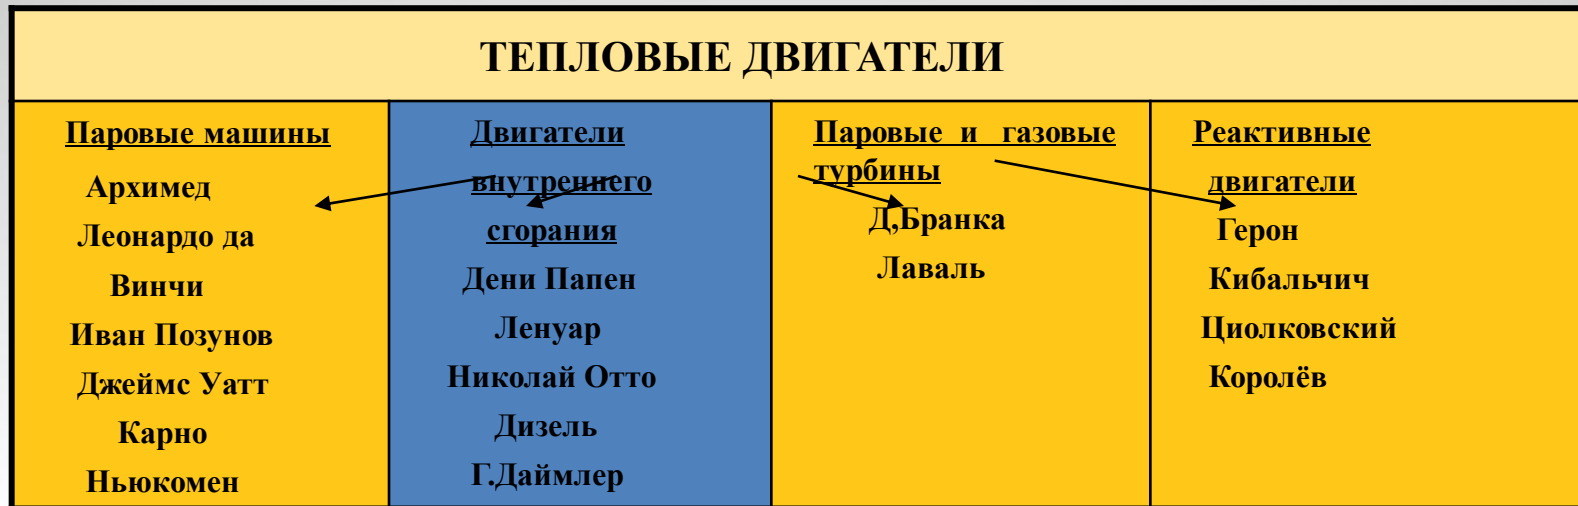 ТЕПЛОВЫЕ ДВИГАТЕЛИ
Паровые машины
Архимед
Леонардо да
Винчи
Иван Позунов
Джеймс Уатт
Карно
Ньюкомен
Двигатели
внутреннего
сгорания
Дени Папен
Ленуар
Николай Отто
Дизель
Г.Даймлер
Паровые и газовые
турбины
Д,Бранка
Лаваль
Реактивные
двигатели
Герон
Кибальчич
Циолковский
Королёв